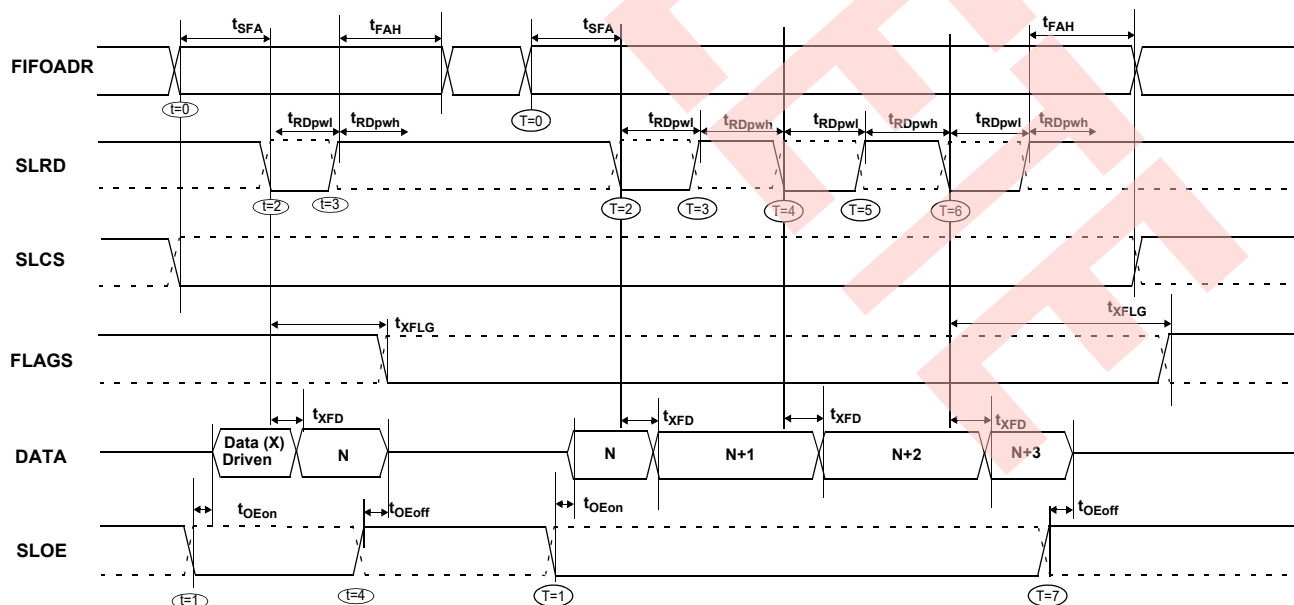 tSFA tFAH tSFA tFAH
FIFOADR
t=0 T=0
tRDpwl tRDpwh tRDpwl tRDpwh tRDpwl tRDpwh tRDpwl tRDpwh
SLRD
t=2 t=3 T=2 T=3 T=4 T=5 T=6
SLCS
tXFLG tXFLG
FLAGS
tXFD tXFD tXFD tXFD
DATA Data (X) Driven N N N+1 N+2 N+3
tOEon tOEoff tOEon tOEoff
SLOE
t=1 t=4 T=1 T=7